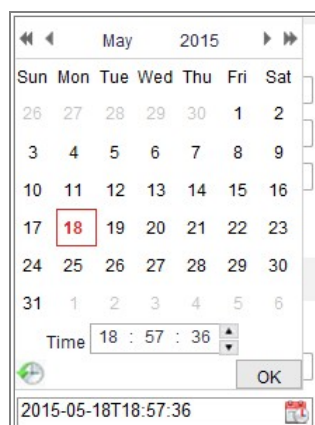 May 2015
Sun Mon Tue Wed Thu Fri Sat
26 27 28 29 30 1 2
3 4 5 6 7 8 9
10 11 12 13 14 15 16
17 18 19 20 21 22 23
24 25 26 27 28 29 30
31 1 2 3 4 5 6
Time 18 : 57 : 36
OK
2015-05-18T18:57:36